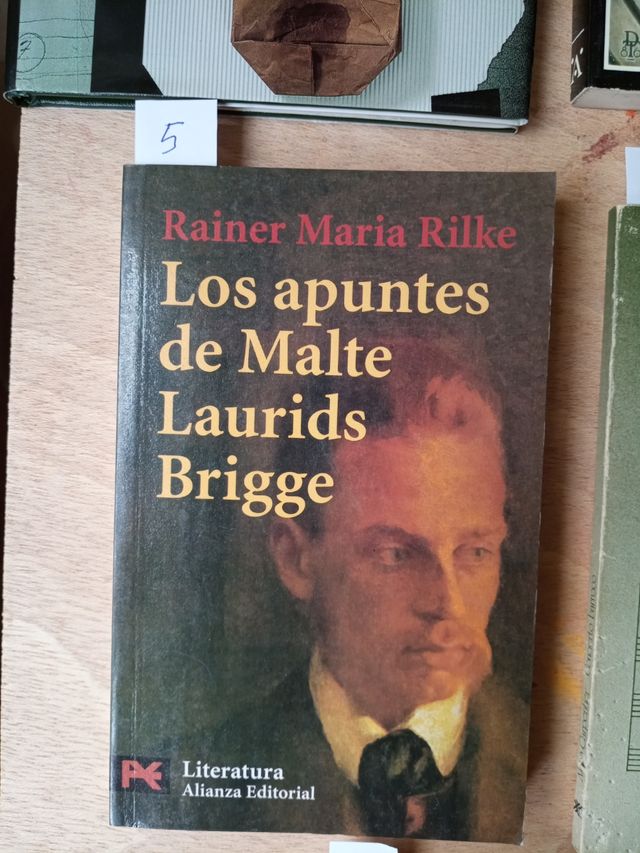 5
Rainer Maria Rilke
Los apuntes
de Malte
Laurids
Brigge
Literatura
Alianza Editorial